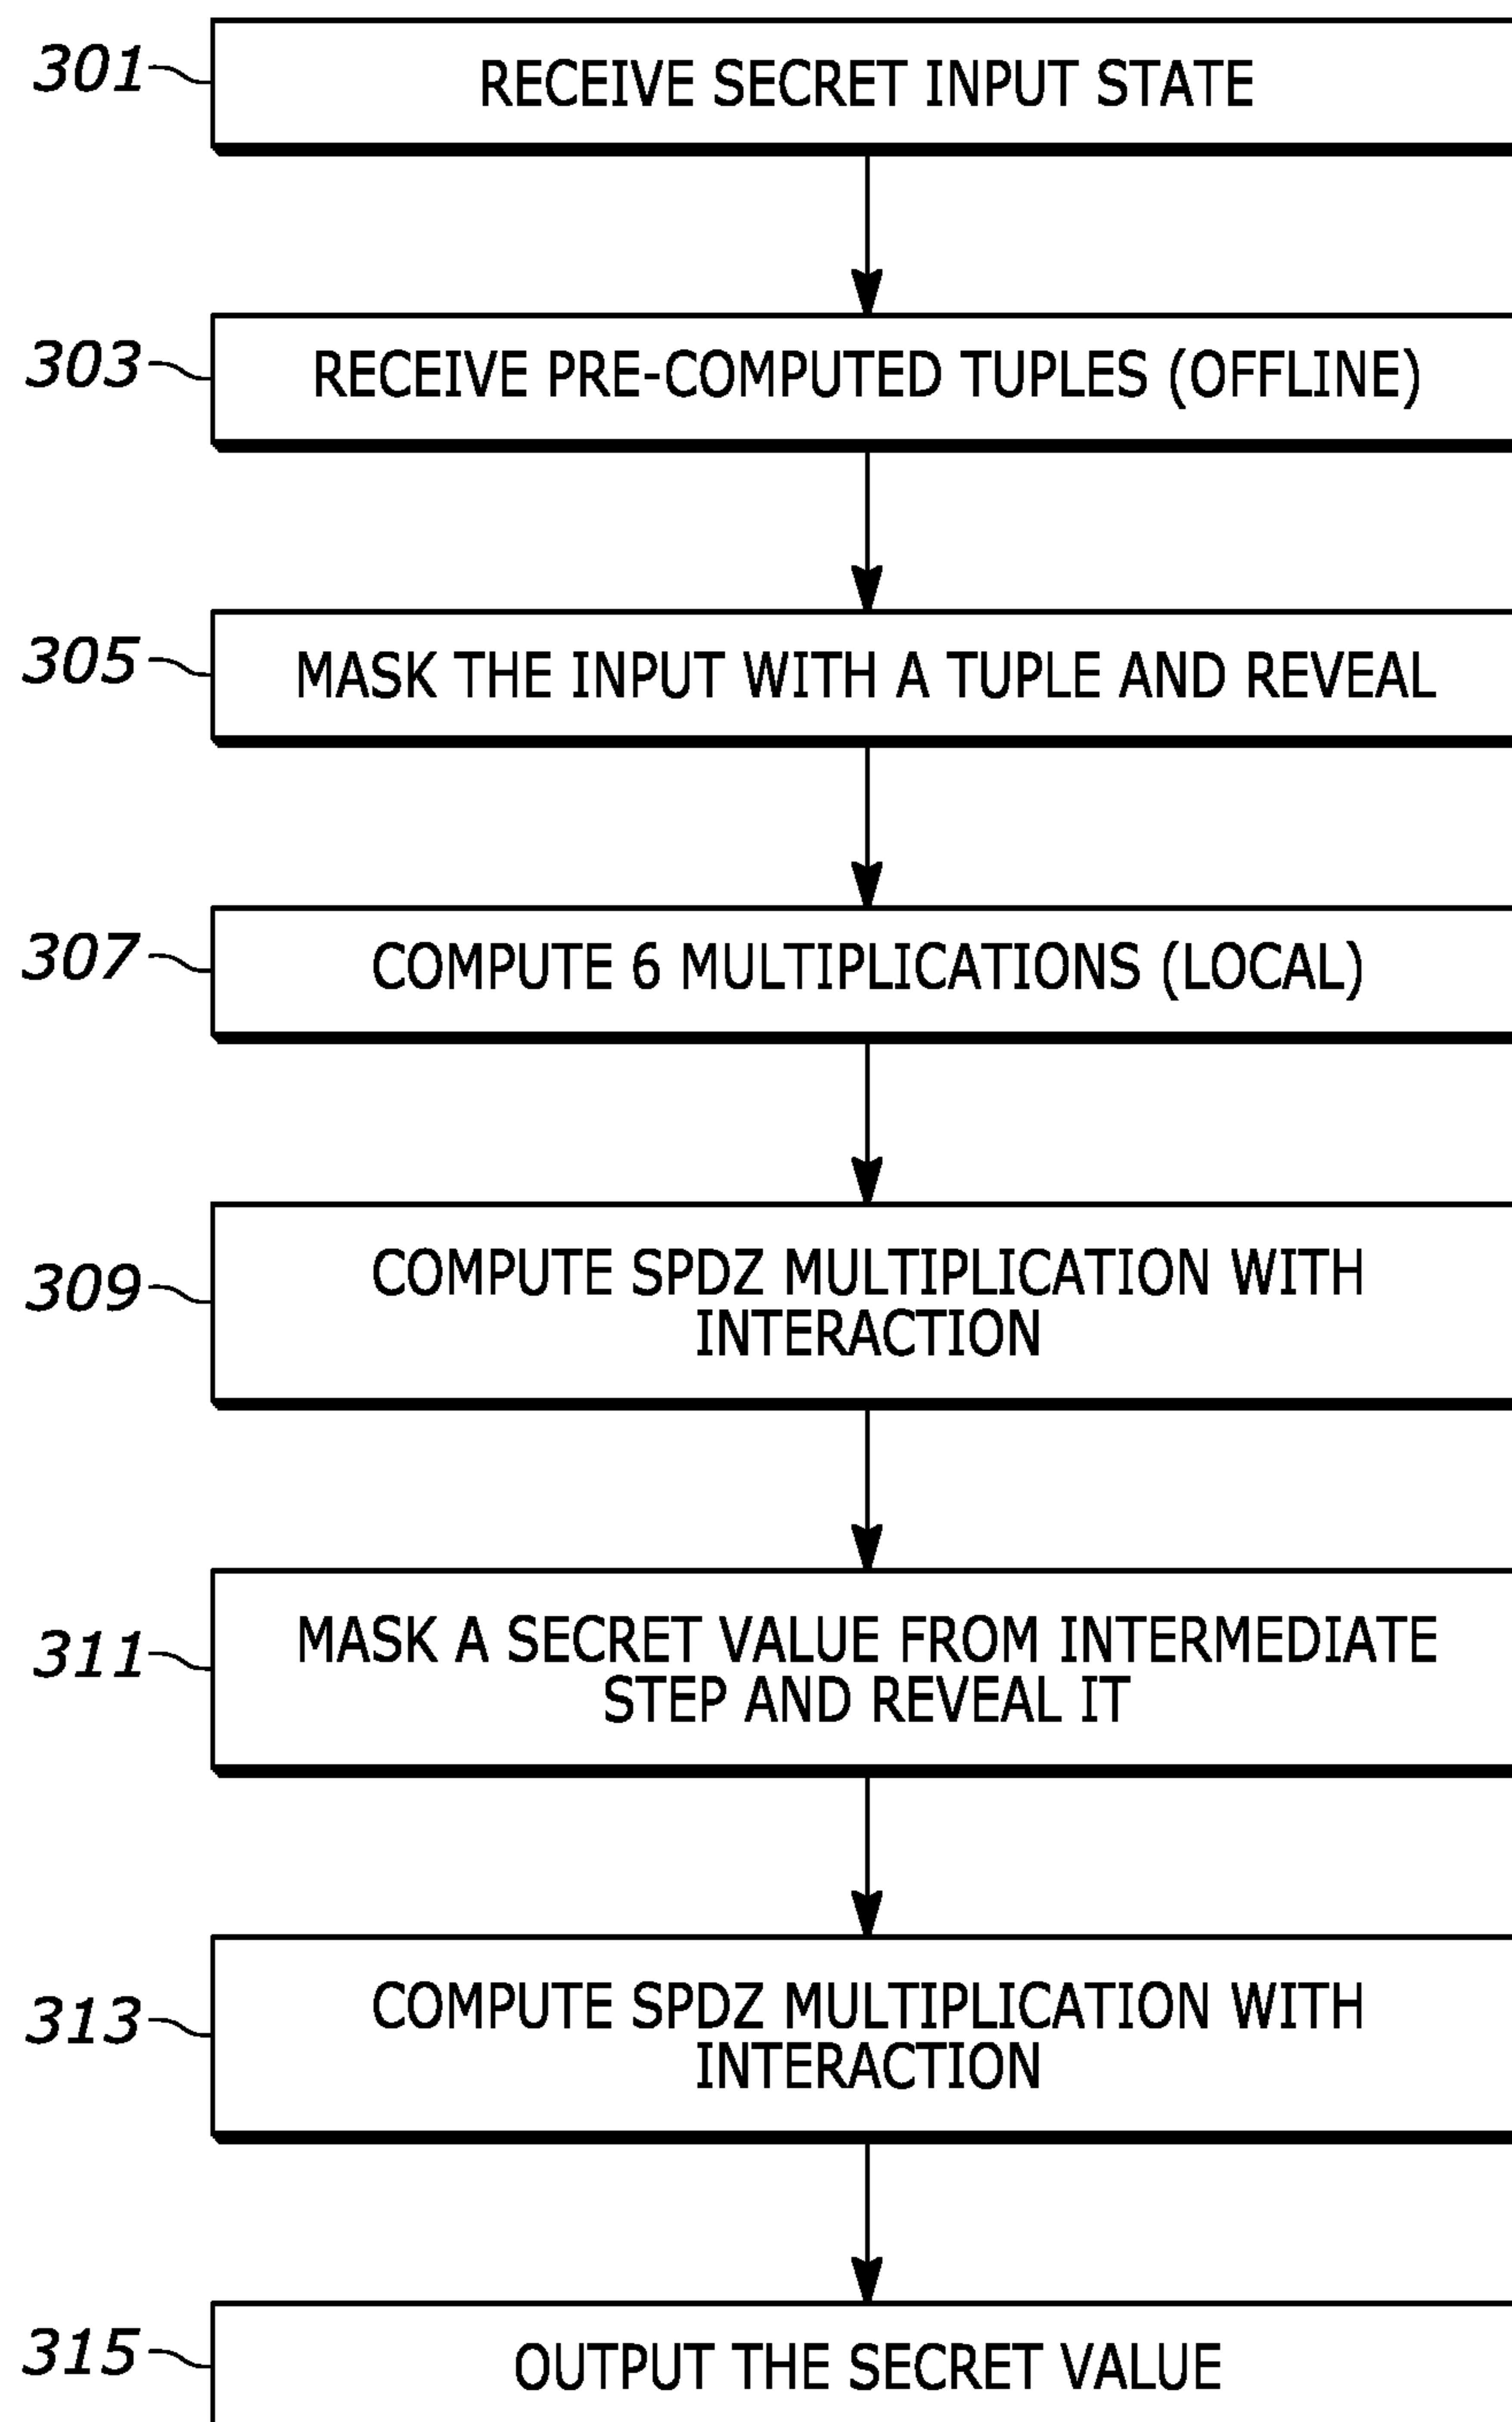 301
RECEIVE SECRET INPUT STATE
303
RECEIVE PRE-COMPUTED TUPLES (OFFLINE)
305
MASK THE INPUT WITH A TUPLE AND REVEAL
307
COMPUTE 6 MULTIPLICATIONS (LOCAL)
309
COMPUTE SPDZ MULTIPLICATION WITH
INTERACTION
311
MASK A SECRET VALUE FROM INTERMEDIATE
STEP AND REVEAL IT
313
COMPUTE SPDZ MULTIPLICATION WITH
INTERACTION
315
OUTPUT THE SECRET VALUE